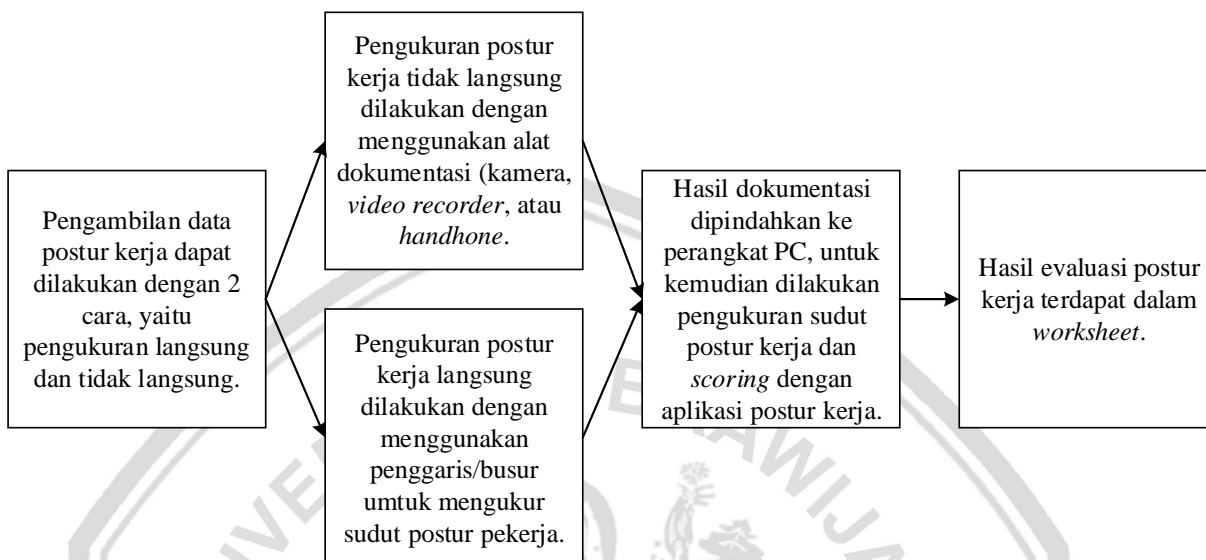 Pengambilan data
postur kerja dapat
dilakukan dengan 2
cara, yaitu
pengukuran langsung
dan tidak langsung.
Pengukuran postur
kerja tidak langsung
dilakukan dengan
menggunakan alat
dokumentasi (kamera,
video recorder, atau
handhone.
Pengukuran postur
kerja langsung
dilakukan dengan
menggunakan
penggaris/busur
umtuk mengukur
sudut postur pekerja.
Hasil dokumentasi
dipindahkan ke
perangkat PC, untuk
kemudian dilakukan
pengukuran sudut
postur kerja dan
scoring dengan
aplikasi postur kerja.
Hasil evaluasi postur
kerja terdapat dalam
worksheet.